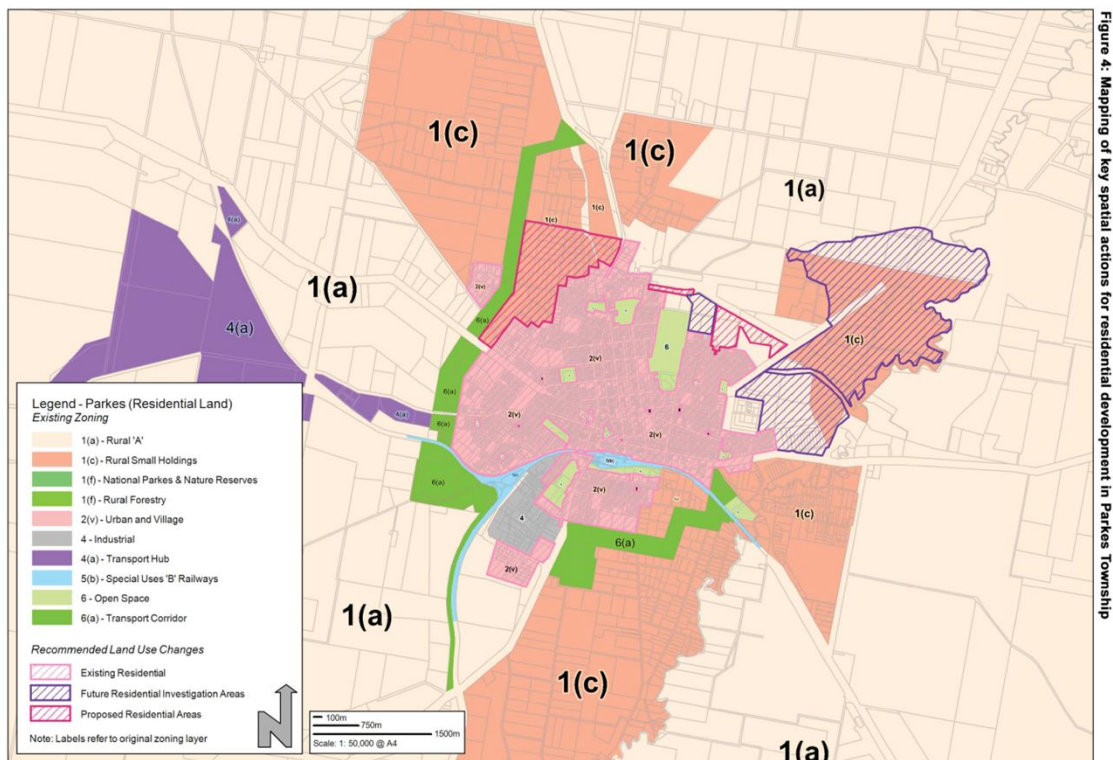 Figure 4: Mapping of key spatial actions for residential development in Parkes Township
1(c)
1(c)
1(a)
1(c)
1(c)
4(a)
2(v)
1(a)
4(a)
6(a)
1(c)
6
2(v)
6(a)
4(a)
6(a)
2(v)
2(v)
6(a)
2(v)
4
1(c)
6(a)
2(v)
1(a)
1(c)
1(a)
Legend - Parkes (Residential Land)
Existing Zoning
1(a) - Rural 'A'
1(c) - Rural Small Holdings
1(f) - National Parkes & Nature Reserves
1(f) - Rural Forestry
2(v) - Urban and Village
4 - Industrial
4(a) - Transport Hub
5(b) - Special Uses 'B' Railways
6 - Open Space
6(a) - Transport Corridor
Recommended Land Use Changes
Existing Residential
Future Residential Investigation Areas
Proposed Residential Areas
Note: Labels refer to original zoning layer
N
100m
750m
1500m
Scale: 1: 50,000 @ A4